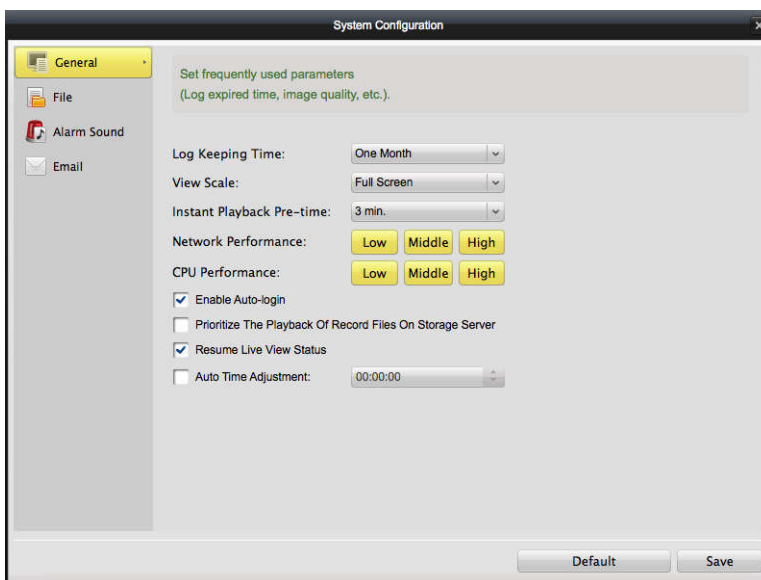 System Configuration
General
File
Alarm Sound
Email
Set frequently used parameters
(Log expired time, image quality, etc.).
Log Keeping Time: One Month
View Scale: Full Screen
Instant Playback Pre-time: 3 min.
Network Performance: Low Middle High
CPU Performance: Low Middle High
Enable Auto-login
Prioritize The Playback Of Record Files On Storage Server
Resume Live View Status
Auto Time Adjustment: 00:00:00
Default Save